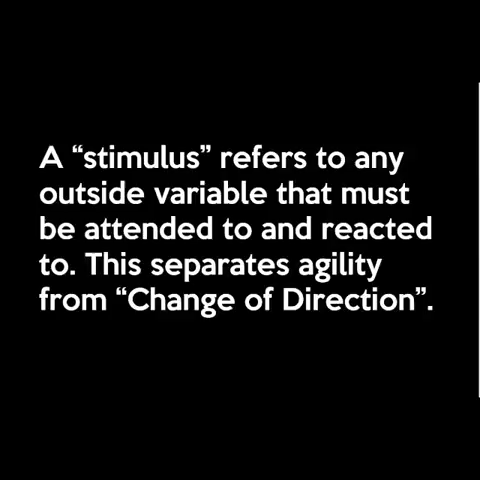 A “stimulus” refers to any
outside variable that must
be attended to and reacted
to. This separates agility
from “Change of Direction”.